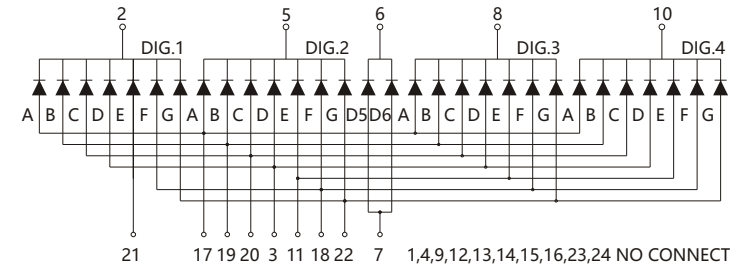 2 5 6 8 10
DIG.1 DIG.2 DIG.3 DIG.4
A B C D E F G A B C D E F G D5 D6 A B C D E F G A B C D E F G
21 17 19 20 3 11 18 22 7 1,4,9,12,13,14,15,16,23,24 NO CONNECT